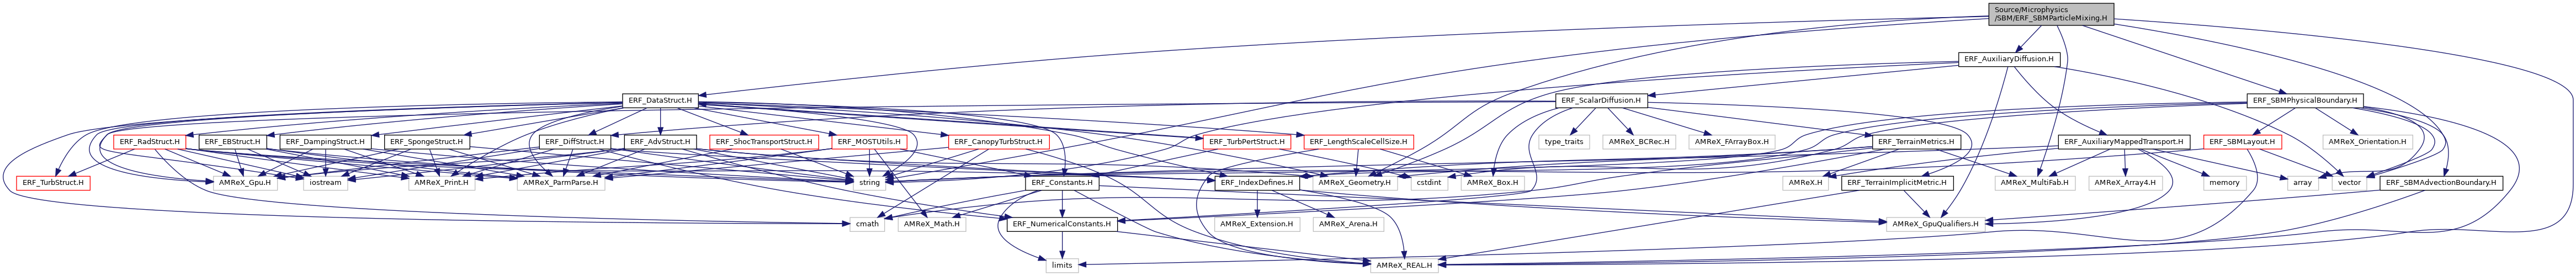 Source/Microphysics
/SBM/ERF_SBMParticleMixing.H
ERF_AuxiliaryDiffusion.H
ERF_DataStruct.H
ERF_ScalarDiffusion.H
ERF_SBMPhysicalBoundary.H
ERF_RadStruct.H
ERF_EBStruct.H
ERF_DampingStruct.H
ERF_SpongeStruct.H
ERF_DiffStruct.H
ERF_AdvStruct.H
ERF_ShocTransportStruct.H
ERF_MOSTUtils.H
ERF_CanopyTurbStruct.H
ERF_TurbPertStruct.H
ERF_LengthScaleCellSize.H
type_traits
AMReX_BCRec.H
AMReX_FArrayBox.H
ERF_TerrainMetrics.H
ERF_AuxiliaryMappedTransport.H
ERF_SBMLayout.H
AMReX_Orientation.H
ERF_TurbStruct.H
AMReX_Gpu.H
iostream
AMReX_Print.H
AMReX_ParmParse.H
string
ERF_Constants.H
ERF_IndexDefines.H
AMReX_Geometry.H
cstdint
AMReX_Box.H
AMReX.H
ERF_TerrainImplicitMetric.H
AMReX_MultiFab.H
AMReX_Array4.H
memory
array
vector
ERF_SBMAdvectionBoundary.H
cmath
AMReX_Math.H
ERF_NumericalConstants.H
AMReX_Extension.H
AMReX_Arena.H
AMReX_GpuQualifiers.H
limits
AMReX_REAL.H